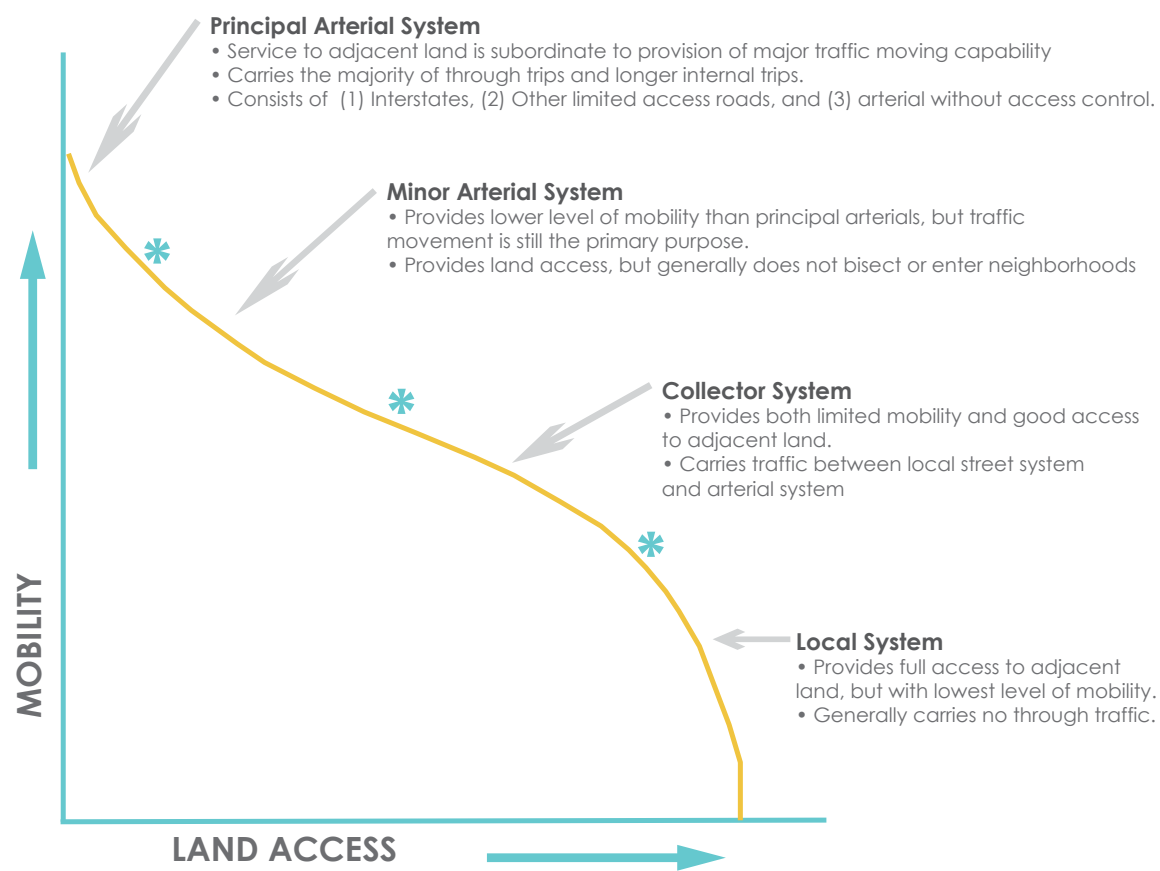 Principal Arterial System
• Service to adjacent land is subordinate to provision of major traffic moving capability
• Carries the majority of through trips and longer internal trips.
• Consists of (1) Interstates, (2) Other limited access roads, and (3) arterial without access control.
Minor Arterial System
• Provides lower level of mobility than principal arterials, but traffic
movement is still the primary purpose.
• Provides land access, but generally does not bisect or enter neighborhoods
*
Collector System
• Provides both limited mobility and good access
to adjacent land.
• Carries traffic between local street system
and arterial system
*
*
Local System
• Provides full access to adjacent
land, but with lowest level of mobility.
• Generally carries no through traffic.
MOBILITY
LAND ACCESS